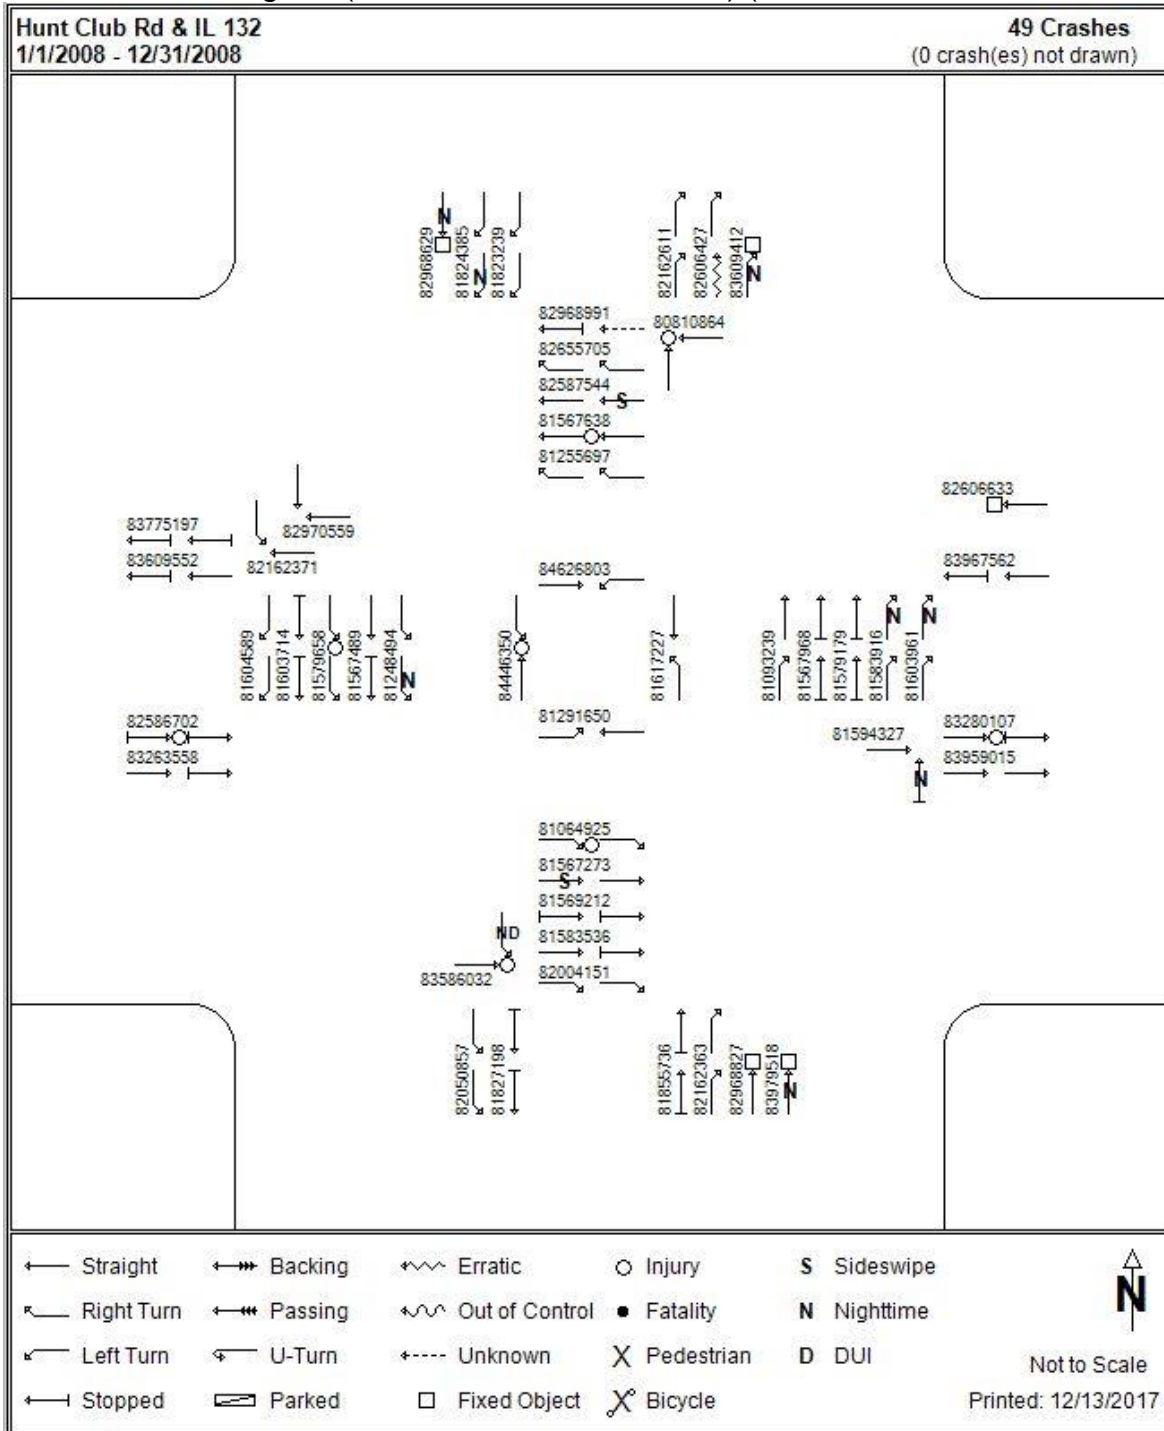 Hunt Club Rd & IL 132
49 Crashes
1/1/2008 - 12/31/2008
(0 crash(es) not drawn)
82968629
81824385
81823239
82162611
82606427
83609412
N
N
N
82968991
80810864
82655705
82587544
S
81567638
81255697
82606633
83775197
82970559
83609552
82162371
84626803
83967562
81604589
81603714
81579658
81567489
81248494
N
84446350
81617227
81093239
81567968
81579179
81583916
81603961
N
N
82586702
81291650
81594327
83280107
83263558
83959015
N
81064925
81567273
S
81569212
ND
81583536
83586032
82004151
82050857
81827198
81855736
82162363
82968827
83979518
N
Straight
Backing
Erratic
Injury
S Sideswipe
Right Turn
Passing
Out of Control
Fatality
N Nighttime
N
Left Turn
U-Turn
Unknown
Pedestrian
D DUI
Not to Scale
Stopped
Parked
Fixed Object
Bicycle
Printed: 12/13/2017